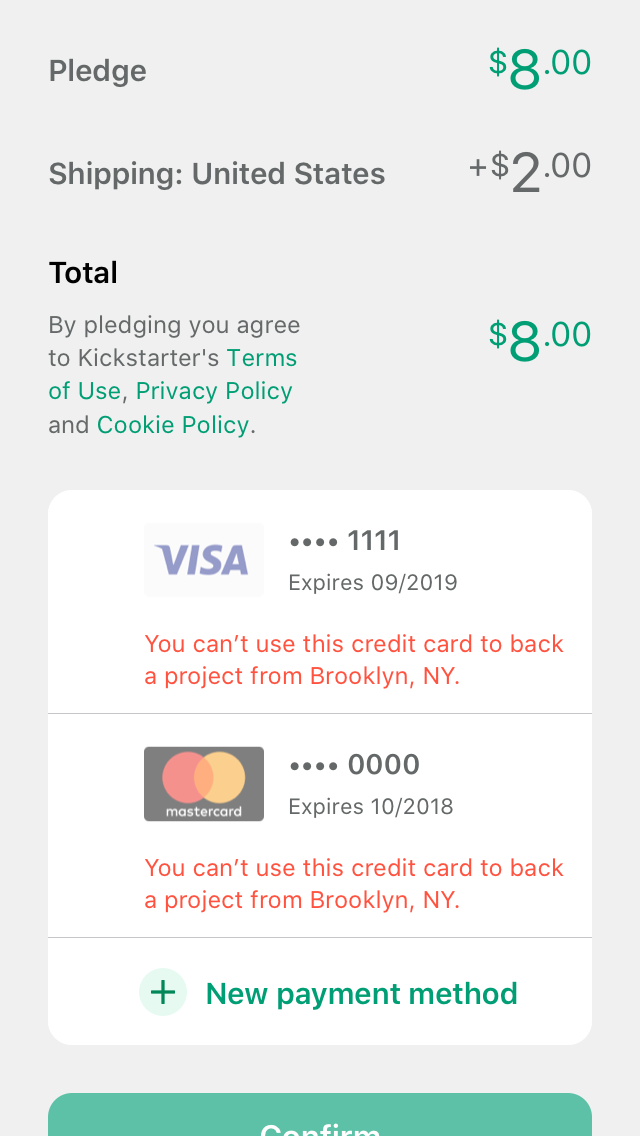 Pledge $8.00
Shipping: United States +$2.00
Total
By pledging you agree
to Kickstarter's Terms
of Use, Privacy Policy
and Cookie Policy.
$8.00
VISA •••• 1111
Expires 09/2019
You can’t use this credit card to back
a project from Brooklyn, NY.
•••• 0000
mastercard Expires 10/2018
You can’t use this credit card to back
a project from Brooklyn, NY.
+ New payment method
Confirm